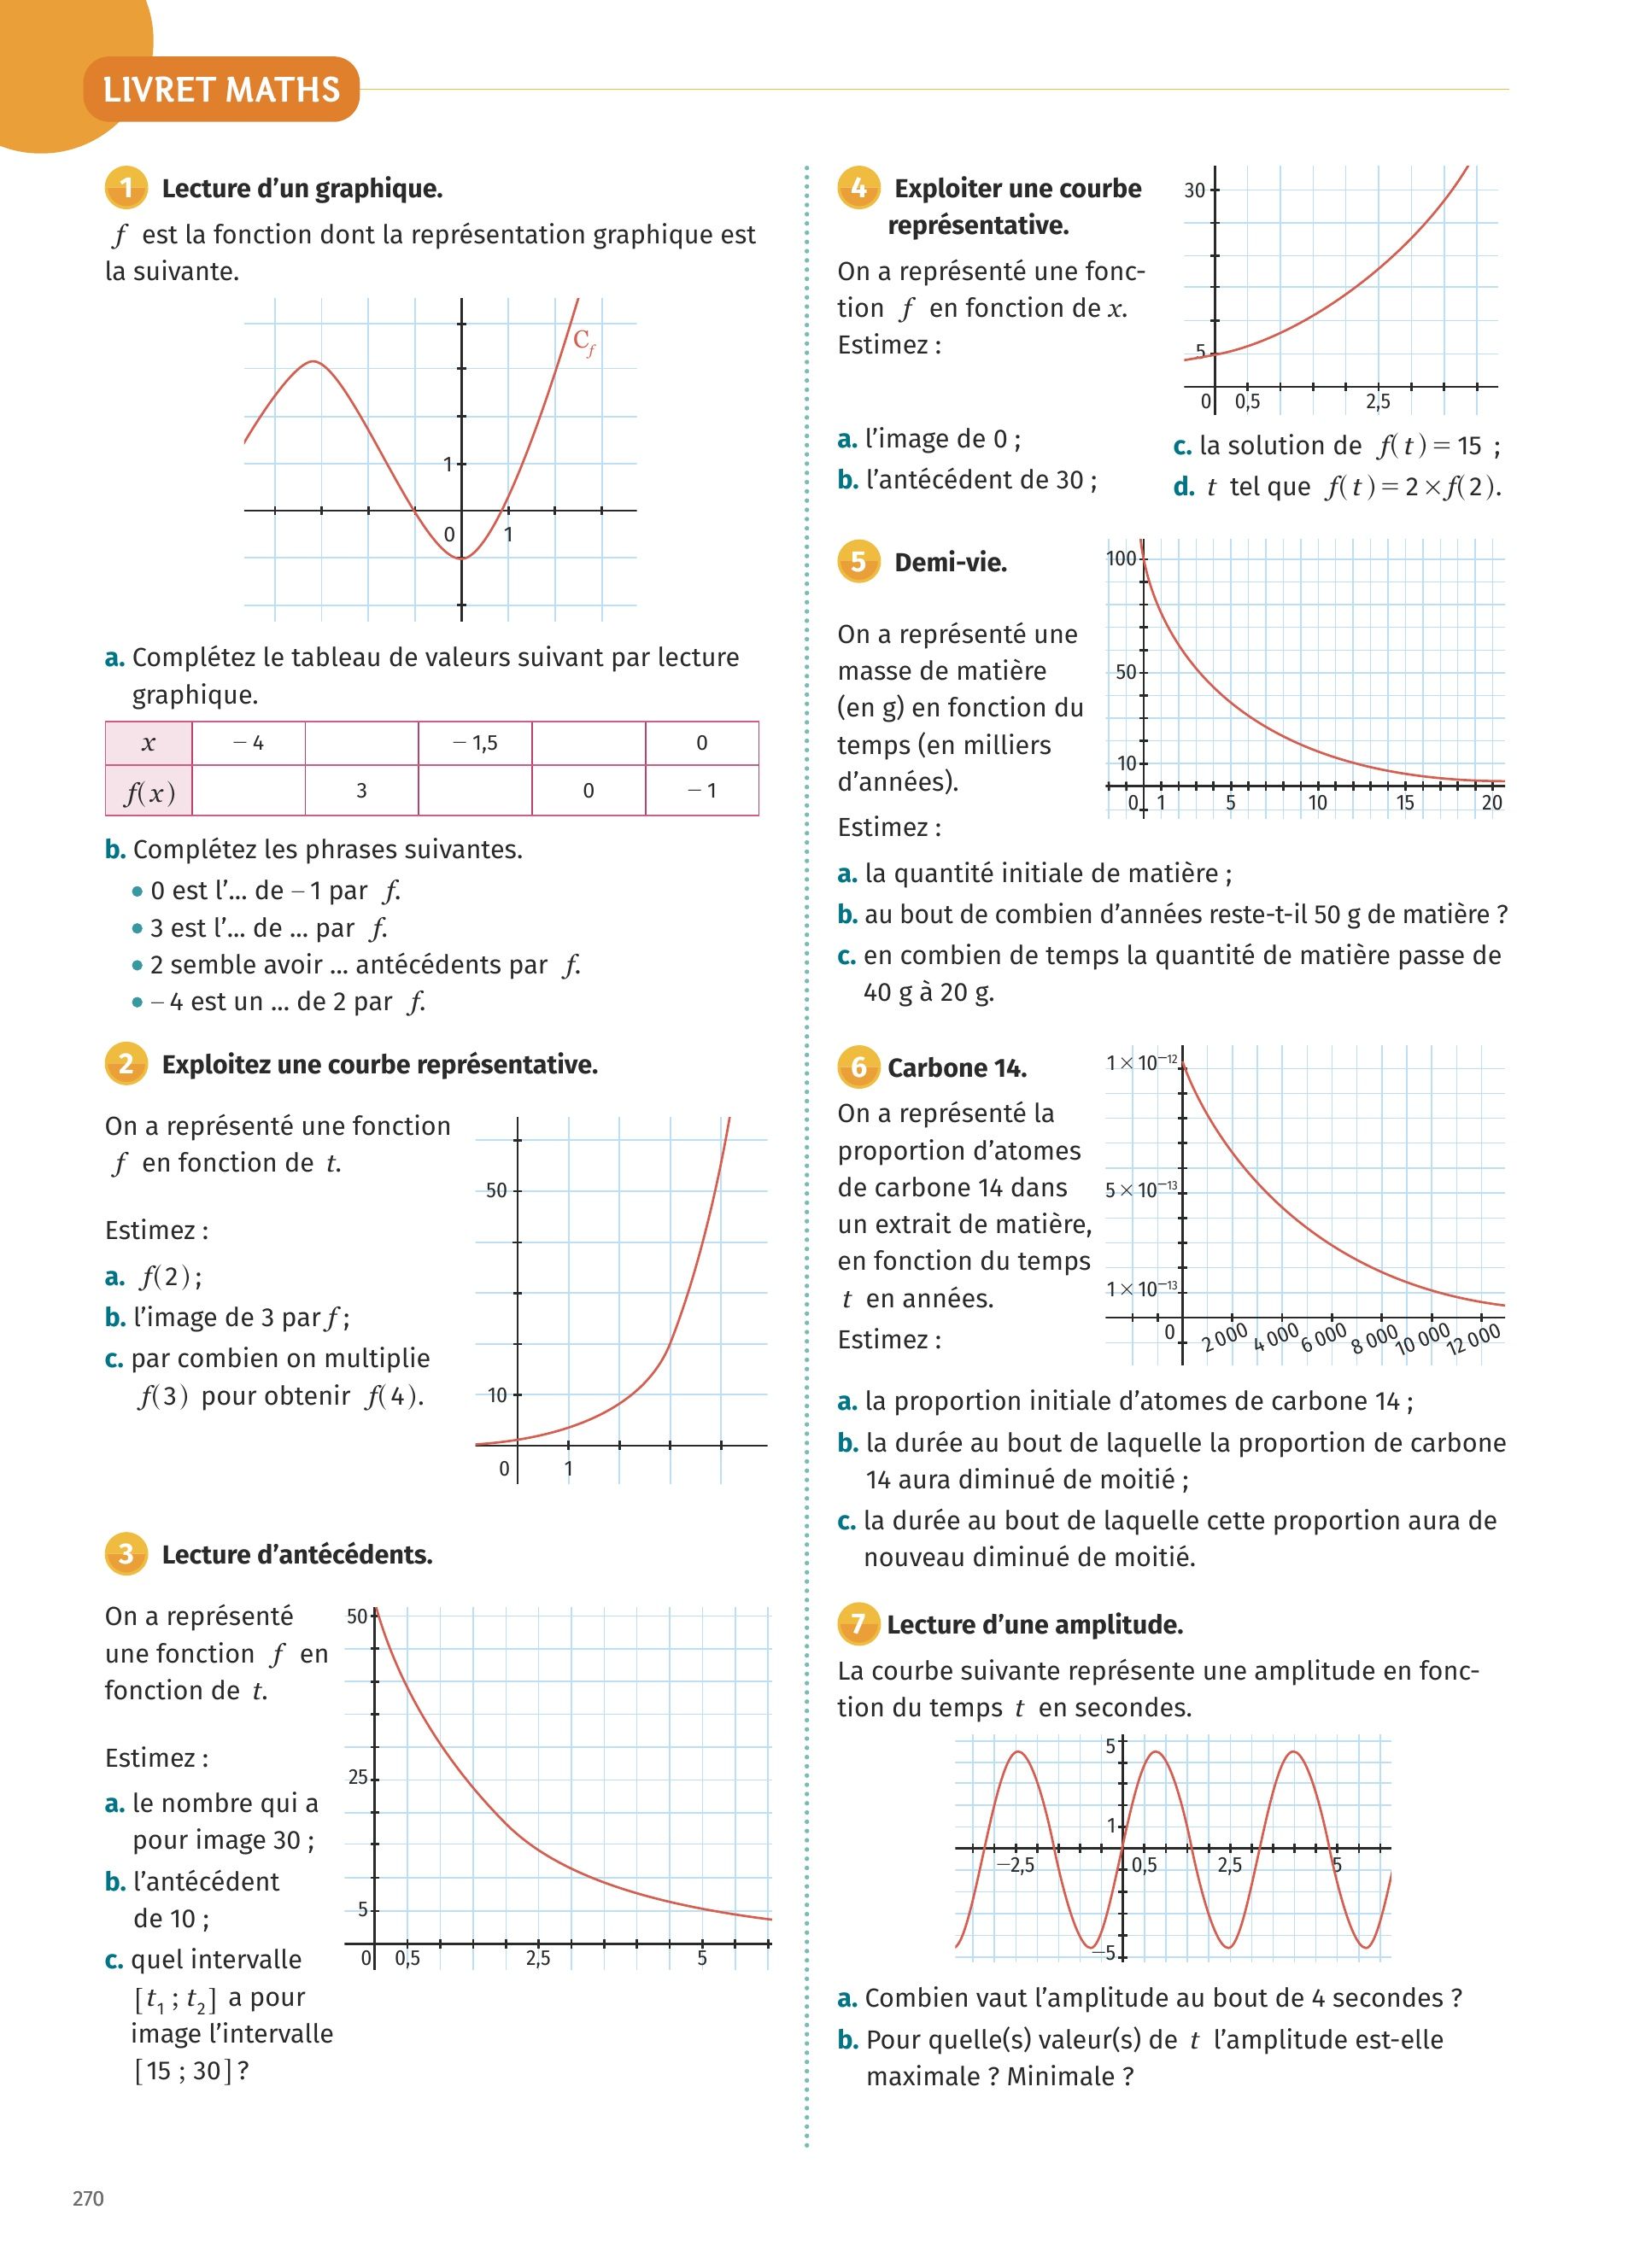 LIVRET MATHS
1 Lecture d’un graphique.
f est la fonction dont la représentation graphique est
la suivante.
C_f
1
0
1
a. Complétez le tableau de valeurs suivant par lecture
graphique.
x – 4 – 1,5 0
f(x) 3 0 – 1
b. Complétez les phrases suivantes.
• 0 est l’... de – 1 par f.
• 3 est l’... de ... par f.
• 2 semble avoir ... antécédents par f.
• – 4 est un ... de 2 par f.
2 Exploitez une courbe représentative.
On a représenté une fonction
f en fonction de t.
Estimez :
a. f(2) ;
b. l’image de 3 par f ;
c. par combien on multiplie
f(3) pour obtenir f(4).
50
10
0 1
3 Lecture d’antécédents.
On a représenté
une fonction f en
fonction de t.
Estimez :
a. le nombre qui a
pour image 30 ;
b. l’antécédent
de 10 ;
c. quel intervalle
[t₁ ; t₂] a pour
image l’intervalle
[15 ; 30] ?
50
25
5
0 0,5 2,5 5
4 Exploiter une courbe
représentative.
On a représenté une fonc-
tion f en fonction de x.
Estimez :
30
5
0 0,5 2,5
a. l’image de 0 ;
b. l’antécédent de 30 ;
c. la solution de f(t) = 15 ;
d. t tel que f(t) = 2 × f(2).
5 Demi-vie.
On a représenté une
masse de matière
(en g) en fonction du
temps (en milliers
d’années).
Estimez :
100
50
10
0 1 5 10 15 20
a. la quantité initiale de matière ;
b. au bout de combien d’années reste-t-il 50 g de matière ?
c. en combien de temps la quantité de matière passe de
40 g à 20 g.
6 Carbone 14.
On a représenté la
proportion d’atomes
de carbone 14 dans
un extrait de matière,
en fonction du temps
t en années.
Estimez :
1 × 10⁻¹²
5 × 10⁻¹³
1 × 10⁻¹³
0 2 000 4 000 6 000 8 000 10 000 12 000
a. la proportion initiale d’atomes de carbone 14 ;
b. la durée au bout de laquelle la proportion de carbone
14 aura diminué de moitié ;
c. la durée au bout de laquelle cette proportion aura de
nouveau diminué de moitié.
7 Lecture d’une amplitude.
La courbe suivante représente une amplitude en fonc-
tion du temps t en secondes.
5
1
–2,5 0,5 2,5 5
–5
a. Combien vaut l’amplitude au bout de 4 secondes ?
b. Pour quelle(s) valeur(s) de t l’amplitude est-elle
maximale ? Minimale ?
270